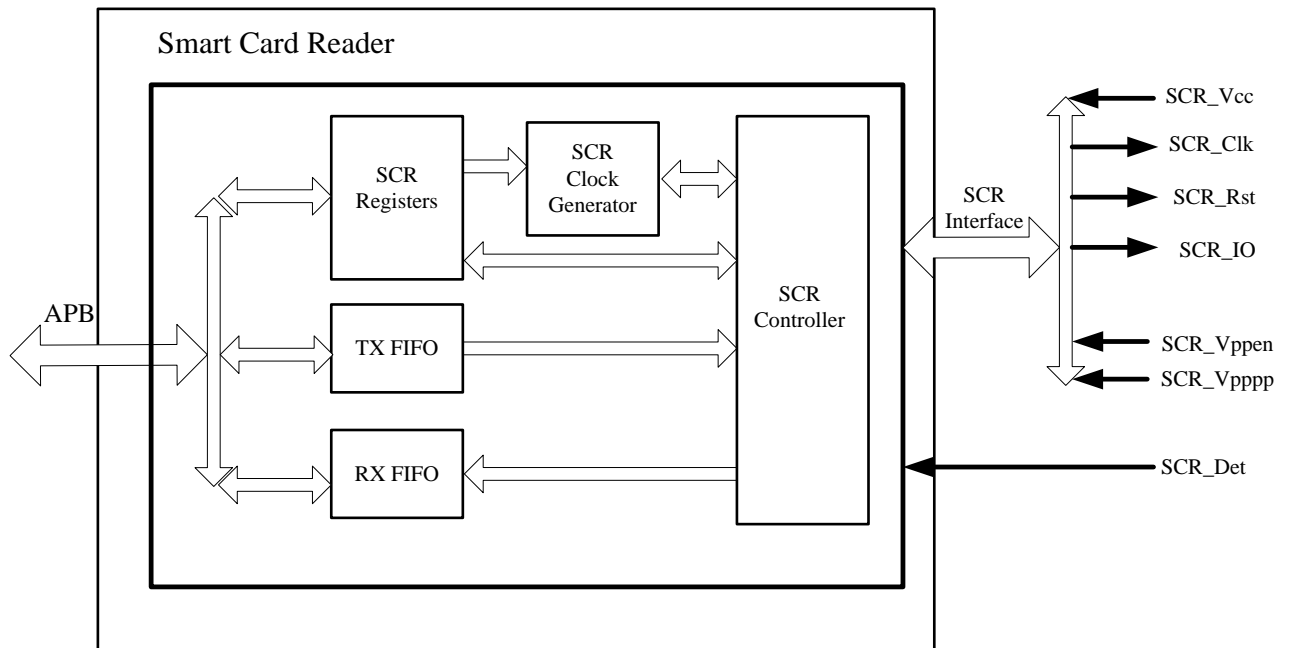 Smart Card Reader
SCR
Registers
SCR
Clock
Generator
SCR
Controller
TX FIFO
RX FIFO
APB
SCR
Interface
SCR_Vcc
SCR_Clk
SCR_Rst
SCR_IO
SCR_Vppen
SCR_Vpppp
SCR_Det